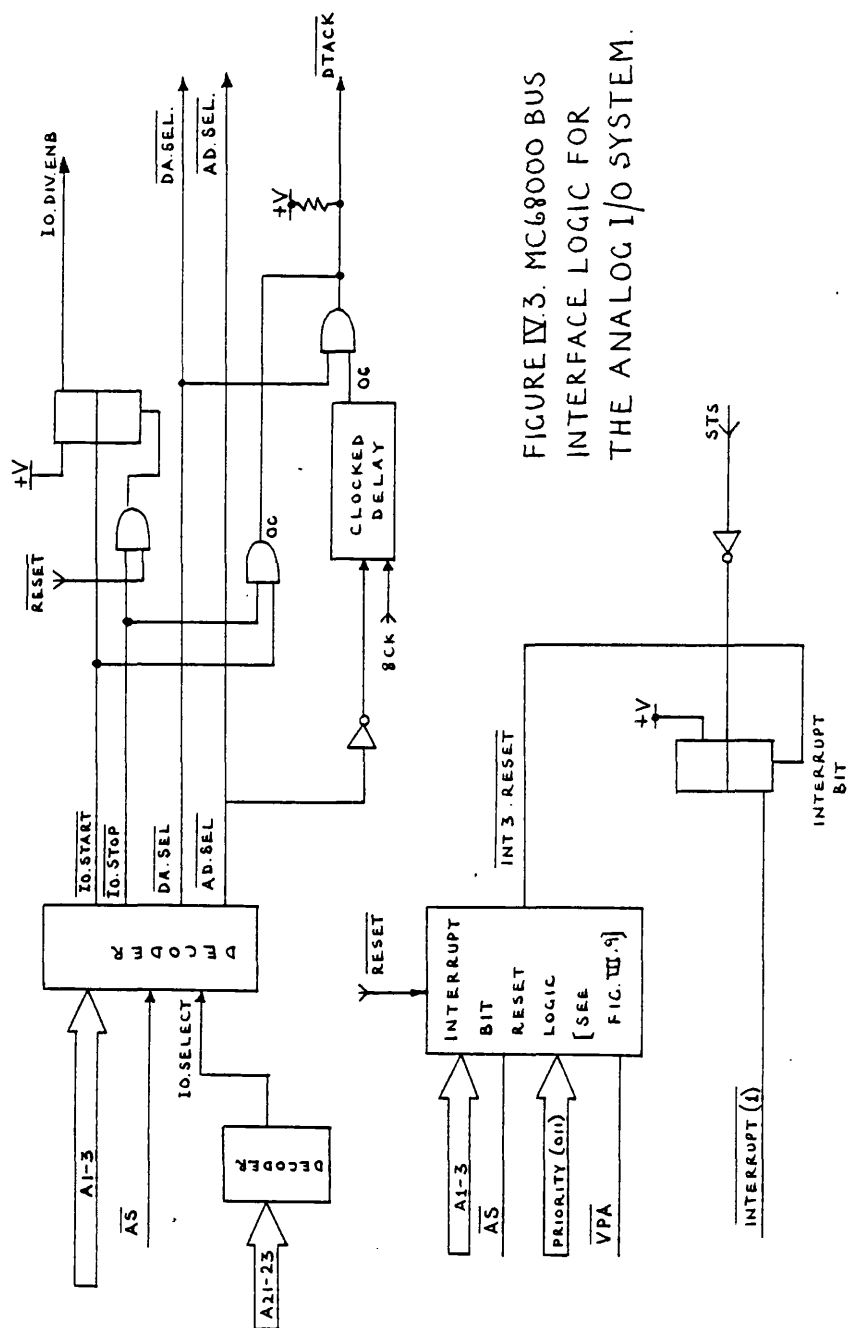 IO.DIV.ENB
DA.SEL.
AD.SEL.
DTACK
+V
+V
RESET
OC
OC
CLOCKED
DELAY
8CK
IO.START
IO.STOP
DA.SEL
AD.SEL
DECODER
A1-3
AS
IO.SELECT
DECODER
A21-23
RESET
INTERRUPT
BIT
RESET
LOGIC
[SEE
FIG. III.9]
A1-3
AS
PRIORITY (011)
VPA
INT 3.RESET
+V
STS
INTERRUPT
BIT
INTERRUPT (1)
FIGURE IV.3. MC68000 BUS
INTERFACE LOGIC FOR
THE ANALOG I/O SYSTEM.